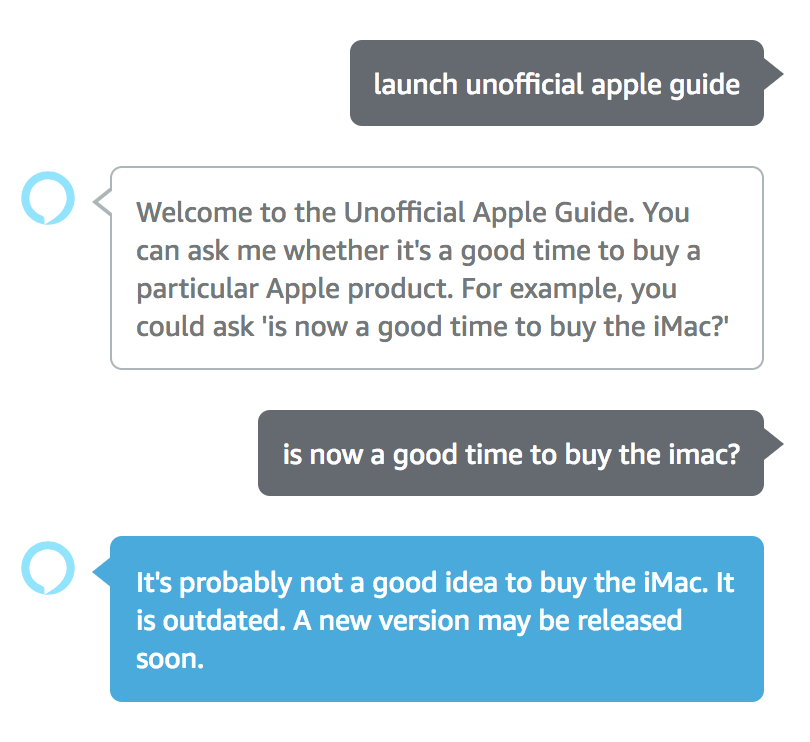 launch unofficial apple guide
Welcome to the Unofficial Apple Guide. You
can ask me whether it's a good time to buy a
particular Apple product. For example, you
could ask 'is now a good time to buy the iMac?'
is now a good time to buy the imac?
It's probably not a good idea to buy the iMac. It
is outdated. A new version may be released
soon.